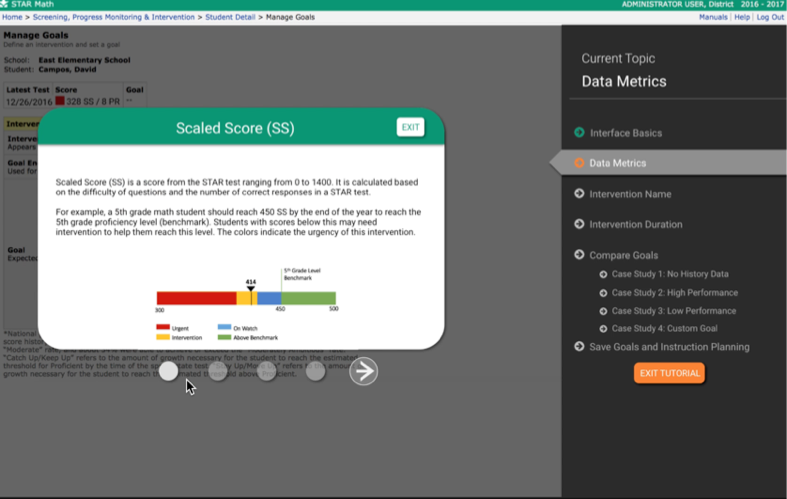 STAR Math
ADMINISTRATOR USER, District 2016 - 2017
Home > Screening, Progress Monitoring & Intervention > Student Detail > Manage Goals
Manuals | Help | Log Out
Manage Goals
Define an intervention and set a goal
School: East Elementary School
Student: Campos, David
Latest Test Score Goal
12/26/2016 328 SS / 8 PR --
Interven
Interve
Appears
Goal En
Used for
Goal
Expected
Scaled Score (SS)
EXIT
Scaled Score (SS) is a score from the STAR test ranging from 0 to 1400. It is calculated based
on the difficulty of questions and the number of correct responses in a STAR test.
For example, a 5th grade math student should reach 450 SS by the end of the year to reach the
5th grade proficiency level (benchmark). Students with scores below this may need
intervention to help them reach this level. The colors indicate the urgency of this intervention.
5th Grade Level
Benchmark
414
300 450 500
Urgent On Watch
Intervention Above Benchmark
*National
score histor
"Moderate" rate,
"Catch Up/Keep Up" refers to the amount of growth necessary for the student to reach the estimated
threshold for Proficient by the time of the state test. Up/M up" refers to the amou
growth necessary for the student to reach th mated threshold above Proficient.
Current Topic
Data Metrics
Interface Basics
Data Metrics
Intervention Name
Intervention Duration
Compare Goals
Case Study 1: No History Data
Case Study 2: High Performance
Case Study 3: Low Performance
Case Study 4: Custom Goal
Save Goals and Instruction Planning
EXIT TUTORIAL